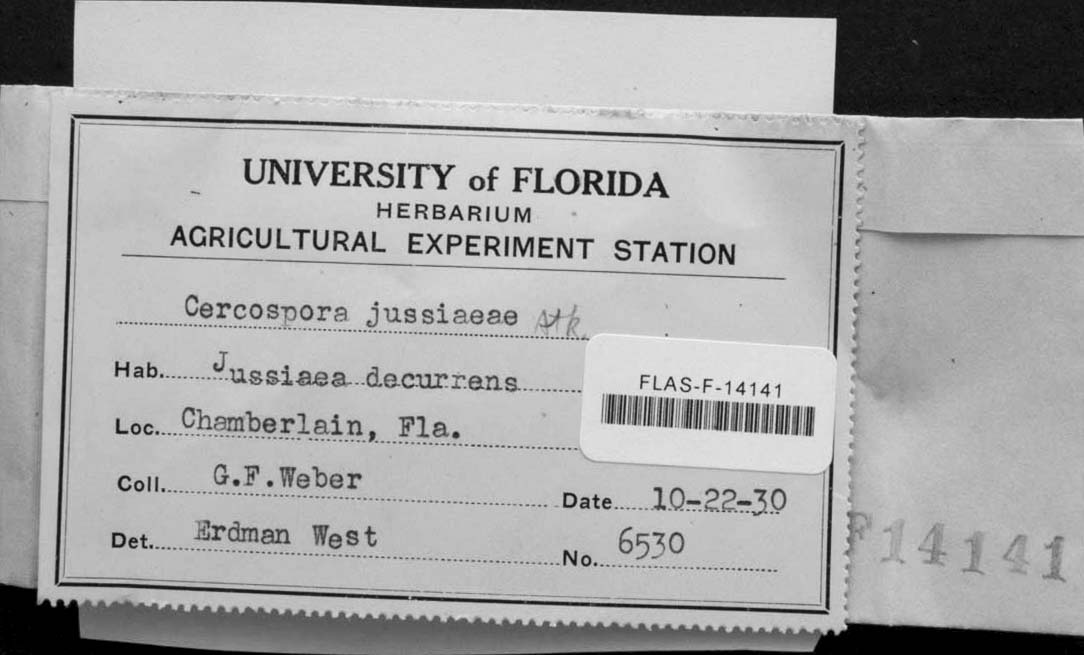 UNIVERSITY of FLORIDA
HERBARIUM
AGRICULTURAL EXPERIMENT STATION
Cercospora jussiaeae Atk.
Hab. Jussiaea decurrens
FLAS-F-14141
Loc. Chamberlain, Fla.
Coll. G.F.Weber
Date 10-22-30
Det. Erdman West
No. 6530
F14141